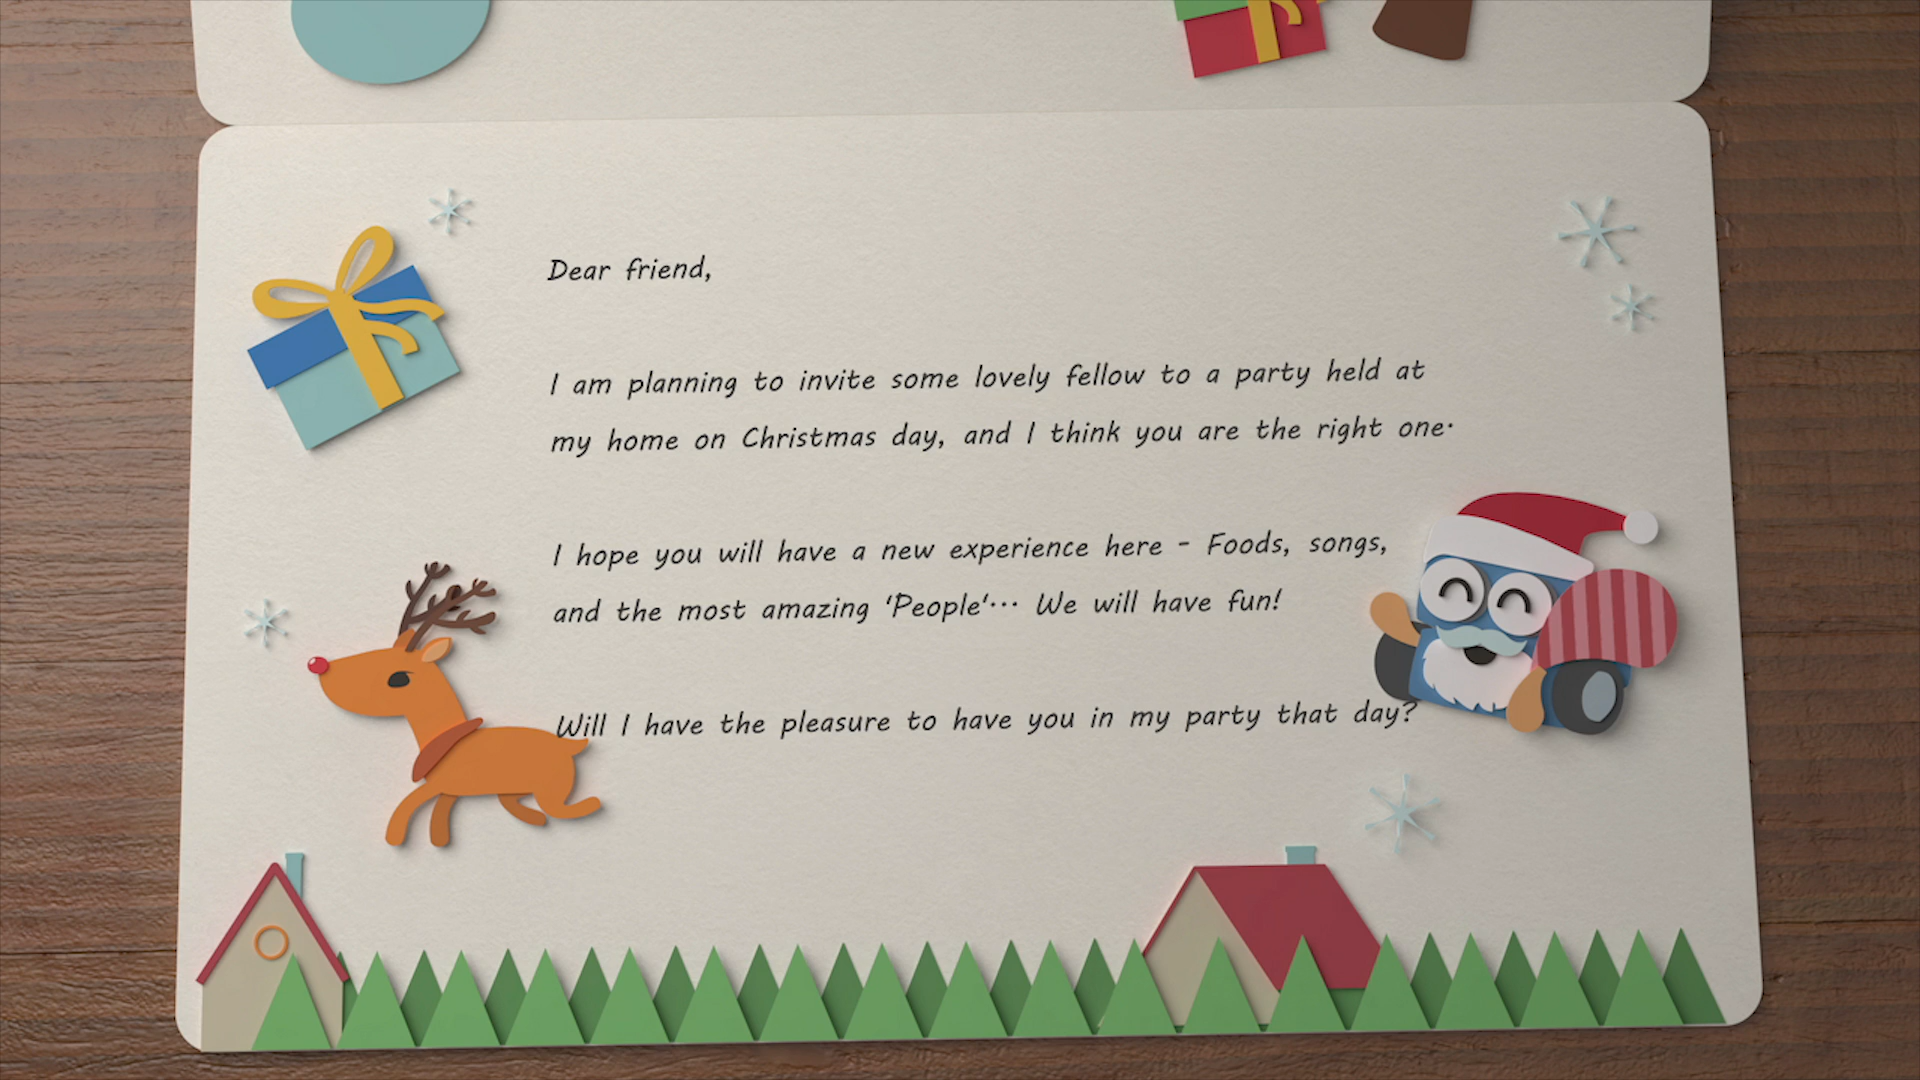 Dear friend,
I am planning to invite some lovely fellow to a party held at
my home on Christmas day, and I think you are the right one.
I hope you will have a new experience here - Foods, songs,
and the most amazing 'People'... We will have fun!
Will I have the pleasure to have you in my party that day?